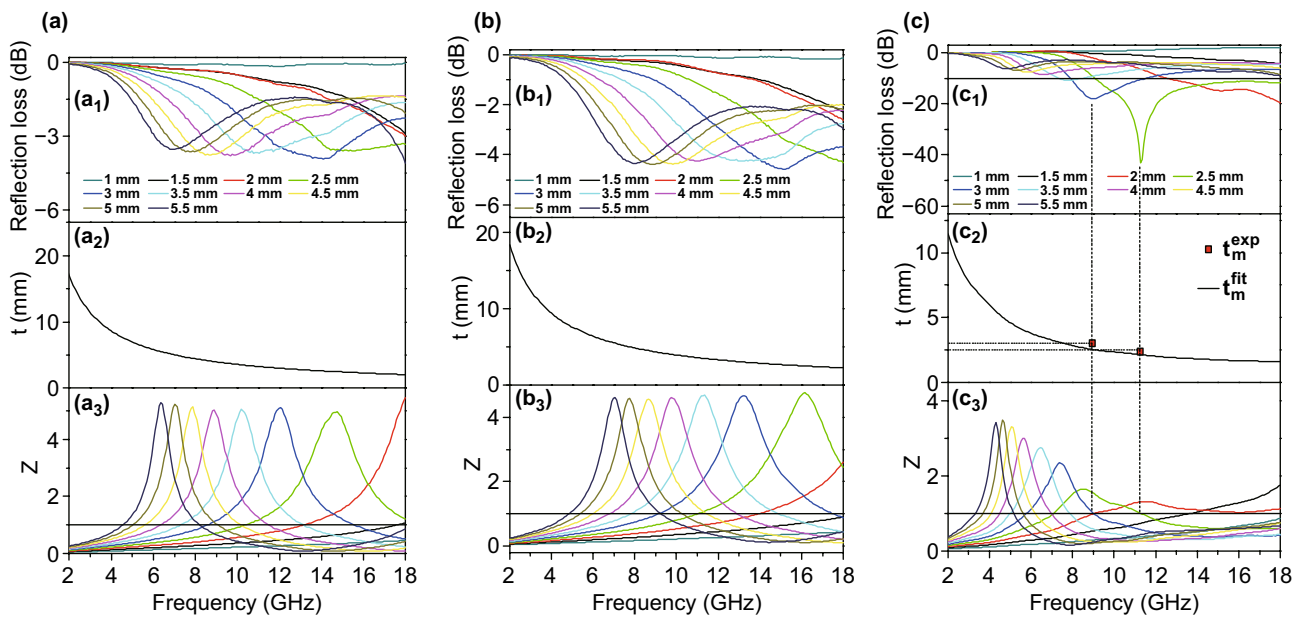 (a)
Reflection loss (dB)
0
−3
−6
(a₁)
1 mm 1.5 mm 2 mm 2.5 mm
3 mm 3.5 mm 4 mm 4.5 mm
5 mm 5.5 mm
(a₂)
t (mm)
20
10
0
(a₃)
Z
4
2
0
2 4 6 8 10 12 14 16 18
Frequency (GHz)
(b)
Reflection loss (dB)
0
−2
−4
−6
(b₁)
1 mm 1.5 mm 2 mm 2.5 mm
3 mm 3.5 mm 4 mm 4.5 mm
5 mm 5.5 mm
(b₂)
t (mm)
20
10
0
(b₃)
Z
4
2
0
2 4 6 8 10 12 14 16 18
Frequency (GHz)
(c)
Reflection loss (dB)
0
−20
−40
−60
(c₁)
1 mm 1.5 mm 2 mm 2.5 mm
3 mm 3.5 mm 4 mm 4.5 mm
5 mm 5.5 mm
(c₂)
t (mm)
10
5
0
t_m^exp
t_m^fit
(c₃)
Z
4
3
2
1
0
2 4 6 8 10 12 14 16 18
Frequency (GHz)